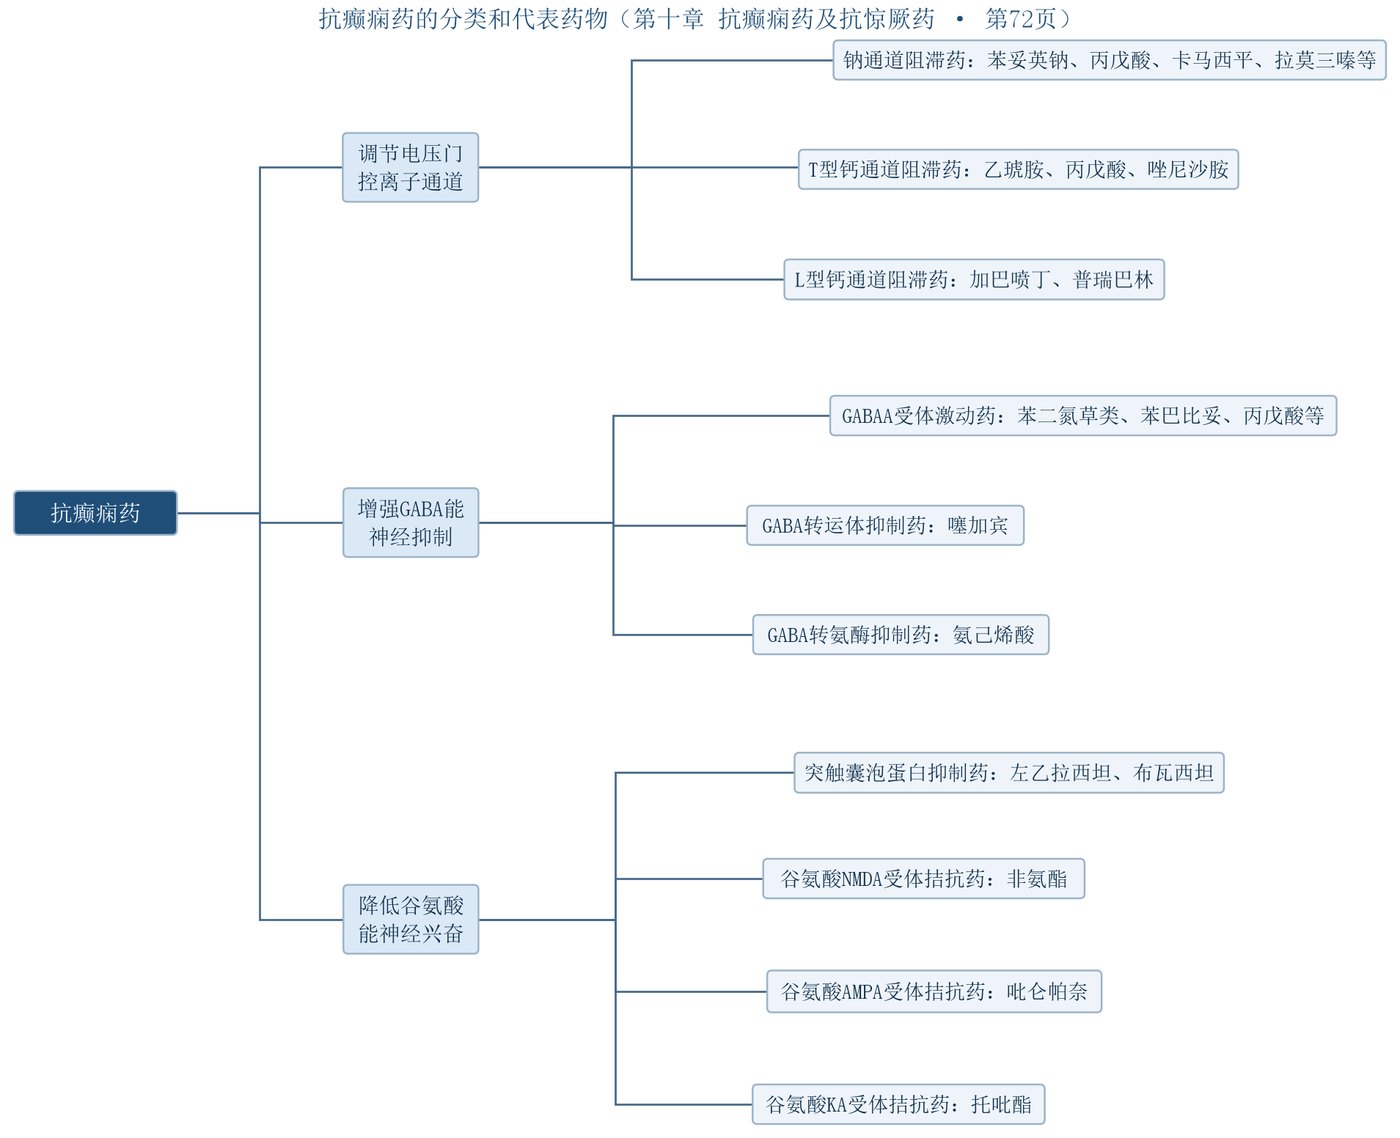 抗癫痫药的分类和代表药物（第十章 抗癫痫药及抗惊厥药 • 第72页）
钠通道阻滞药：苯妥英钠、丙戊酸、卡马西平、拉莫三嗪等
调节电压门
控离子通道
T型钙通道阻滞药：乙琥胺、丙戊酸、唑尼沙胺
L型钙通道阻滞药：加巴喷丁、普瑞巴林
GABAA受体激动药：苯二氮䓬类、苯巴比妥、丙戊酸等
抗癫痫药
增强GABA能
神经抑制
GABA转运体抑制药：噻加宾
GABA转氨酶抑制药：氨己烯酸
突触囊泡蛋白抑制药：左乙拉西坦、布瓦西坦
谷氨酸NMDA受体拮抗药：非氨酯
降低谷氨酸
能神经兴奋
谷氨酸AMPA受体拮抗药：吡仑帕奈
谷氨酸KA受体拮抗药：托吡酯